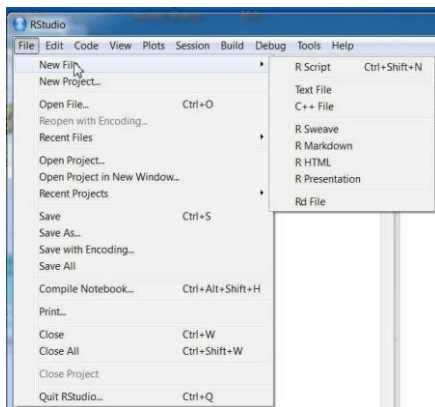 RStudio
File Edit Code View Plots Session Build Debug Tools Help
New File
New Project...
Open File... Ctrl+O
Reopen with Encoding...
Recent Files
Open Project...
Open Project in New Window...
Recent Projects
Save Ctrl+S
Save As...
Save with Encoding...
Save All
Compile Notebook... Ctrl+Alt+Shift+H
Print...
Close Ctrl+W
Close All Ctrl+Shift+W
Close Project
Quit RStudio... Ctrl+Q
R Script Ctrl+Shift+N
Text File
C++ File
R Sweave
R Markdown
R HTML
R Presentation
Rd File